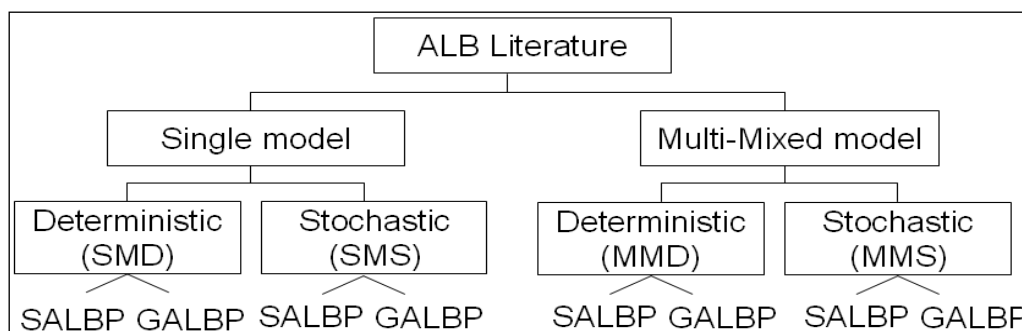 ALB Literature
Single model
Multi-Mixed model
Deterministic
(SMD)
Stochastic
(SMS)
Deterministic
(MMD)
Stochastic
(MMS)
SALBP GALBP SALBP GALBP SALBP GALBP SALBP GALBP